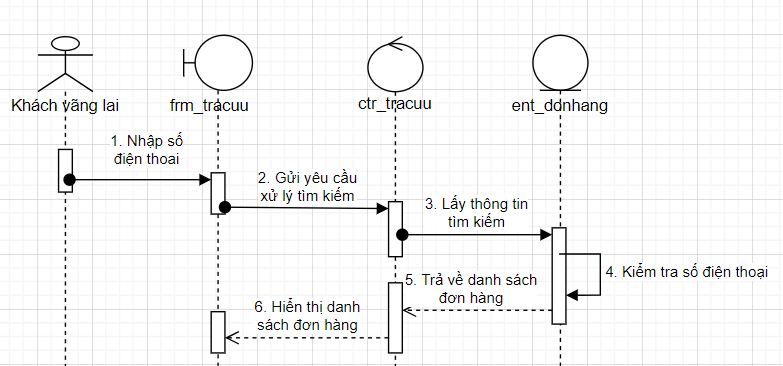 Khách vãng lai
frm_tracuu
ctr_tracuu
ent_donhang
1. Nhập số
điện thoai
2. Gửi yêu cầu
xử lý tìm kiếm
3. Lấy thông tin
tìm kiếm
4. Kiểm tra số điện thoại
5. Trả về danh sách
đơn hàng
6. Hiển thị danh
sách đơn hàng